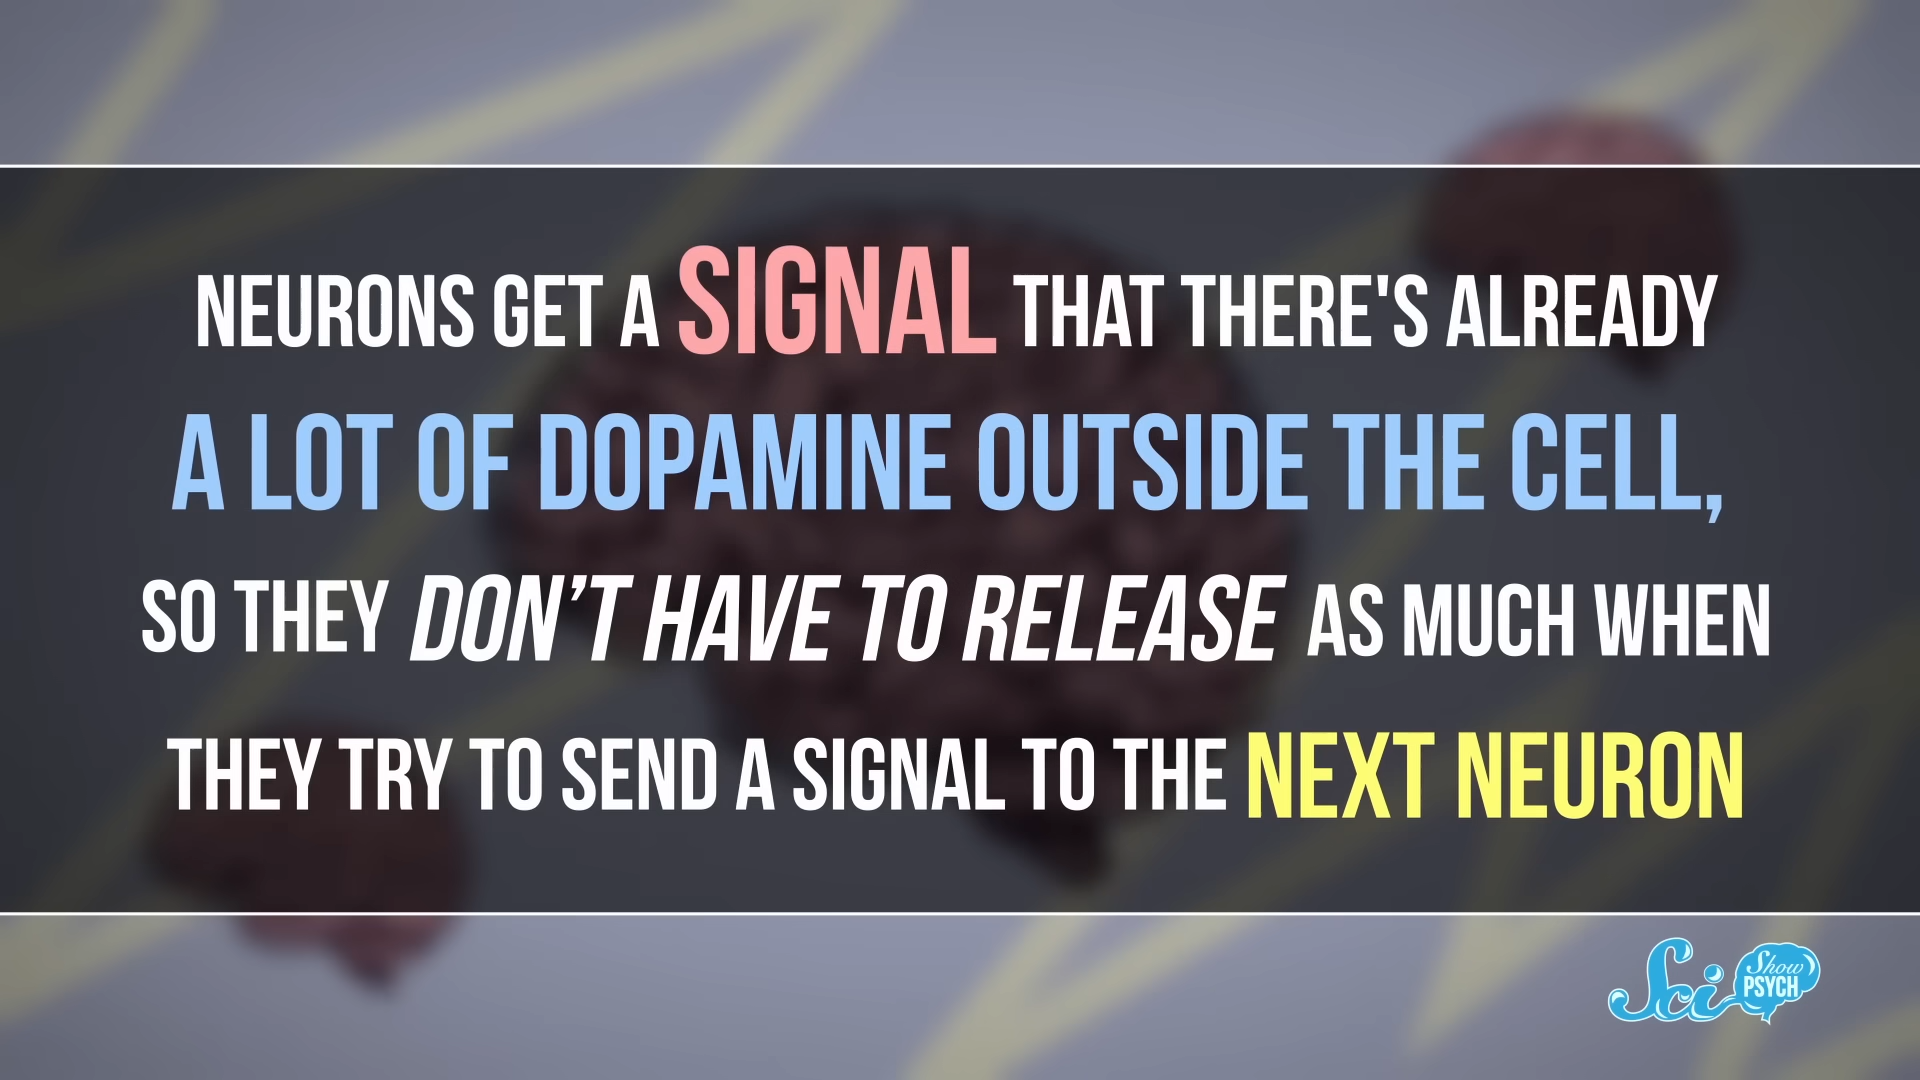 NEURONS GET A SIGNAL THAT THERE'S ALREADY
A LOT OF DOPAMINE OUTSIDE THE CELL,
SO THEY DON'T HAVE TO RELEASE AS MUCH WHEN
THEY TRY TO SEND A SIGNAL TO THE NEXT NEURON
Sci Show
PSYCH